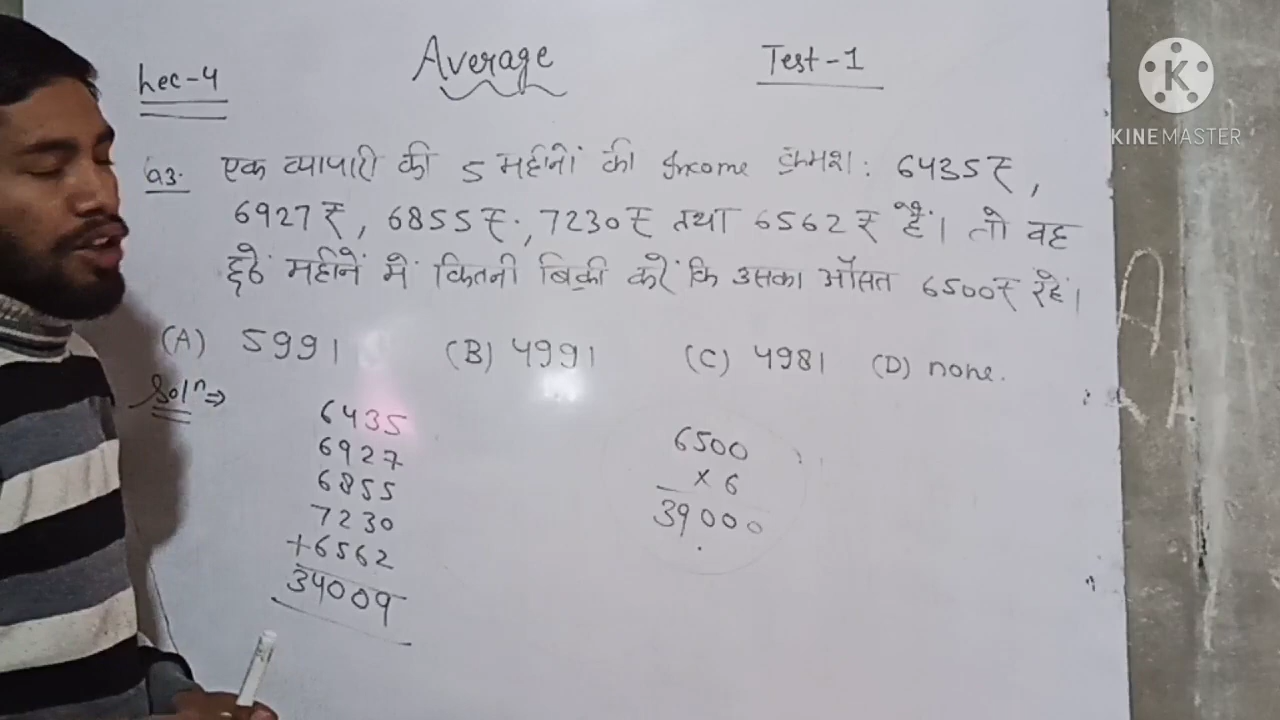 Lec-4 Average Test-1
Q3. एक व्यापारी की 5 महीनों की Income क्रमश: 6435₹,
6927₹, 6855₹, 7230₹ तथा 6562₹ है। तो वह
छठें महीनें में कितनी बिक्री करें कि उसका औसत 6500₹ रहें।
(A) 5991 (B) 4991 (C) 4981 (D) none.
Solⁿ⇒
6435
6927
6855
7230
+6562
34009
6500
×6
39000
K
KINEMASTER